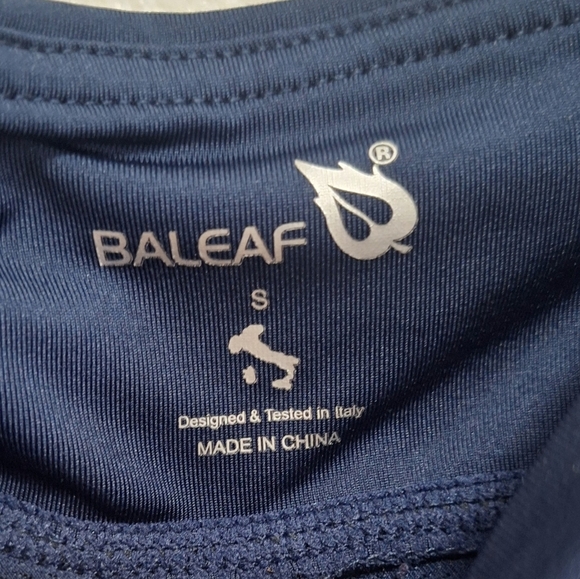 BALEAF ®
S
Designed & Tested in Italy
MADE IN CHINA